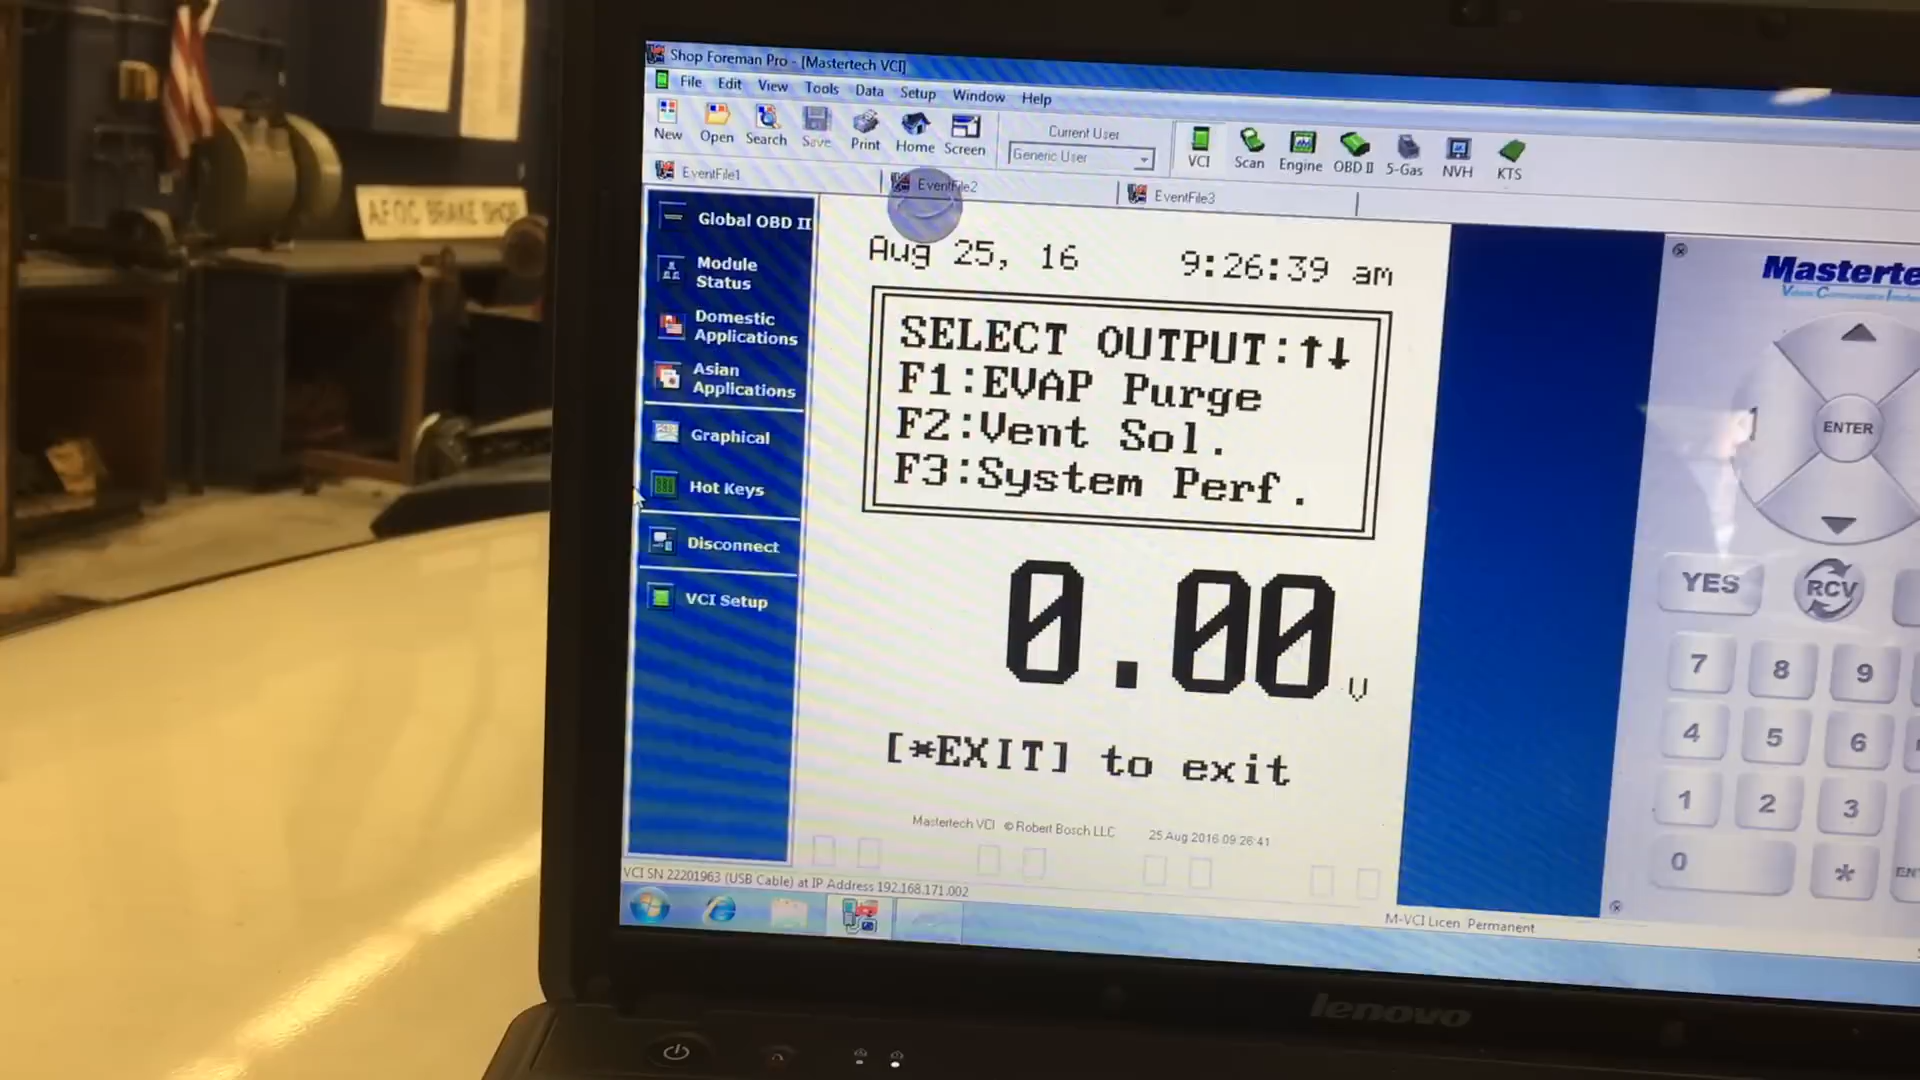 Shop Foreman Pro - [Mastertech VCI]
File Edit View Tools Data Setup Window Help
New Open Search Save Print Home Screen
Current User
Generic User
VCI Scan Engine OBD II 5-Gas NVH KTS
EventFile1 EventFile2 EventFile3
Global OBD II
Module
Status
Domestic
Applications
Asian
Applications
Graphical
Hot Keys
Disconnect
VCI Setup
Aug 25, 16 9:26:39 am
SELECT OUTPUT:↑↓
F1:EVAP Purge
F2:Vent Sol.
F3:System Perf.
0.00 V
[*EXIT] to exit
Mastertech VCI © Robert Bosch LLC 25 Aug 2016 09:26:41
VCI SN 22201963 (USB Cable) at IP Address 192.168.171.002
M-VCI Licen Permanent
Masterte
ENTER
YES RCV
7 8 9
4 5 6
1 2 3
0 * EN
lenovo
AFOC BRAKE SHOP